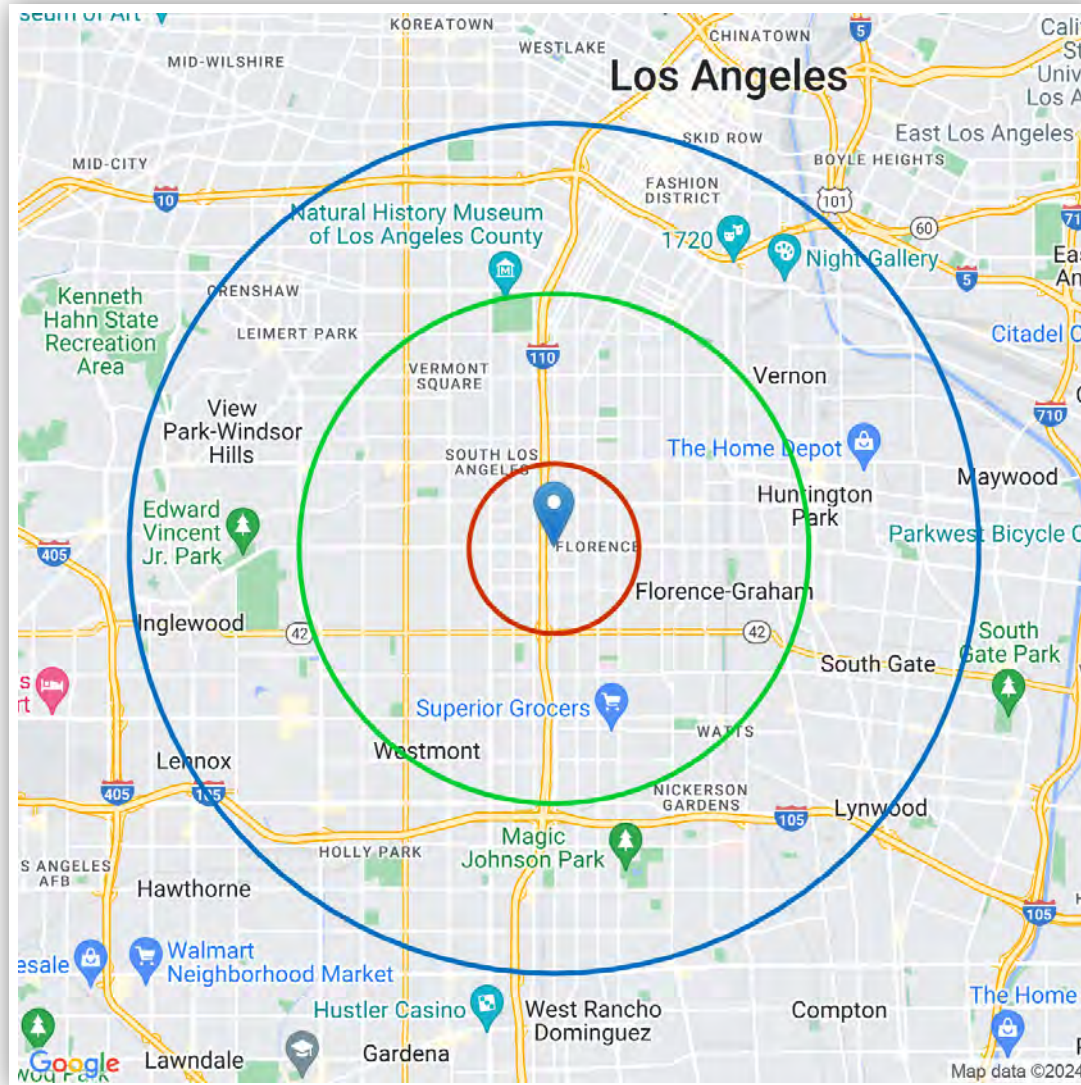 seum of Art
KOREATOWN
CHINATOWN
5
WESTLAKE
MID-WILSHIRE
Los Angeles
SKID ROW
East Los Angeles
MID-CITY
BOYLE HEIGHTS
10
FASHION
DISTRICT
101
60
Natural History Museum
of Los Angeles County
1720
Night Gallery
5
CRENSHAW
Kenneth
Hahn State
Recreation
Area
LEIMERT PARK
Citadel
110
VERMONT
SQUARE
Vernon
View
Park-Windsor
Hills
710
The Home Depot
SOUTH LOS
ANGELES
Maywood
Huntington
Park
Edward
Vincent
Jr. Park
Parkwest Bicycle
405
FLORENCE
Florence-Graham
Inglewood
42
42
South
Gate Park
South Gate
Superior Grocers
WATTS
Westmont
Lennox
405
105
NICKERSON
GARDENS
Lynwood
105
Magic
Johnson Park
HOLLY PARK
S ANGELES
AFB
Hawthorne
105
Walmart
Neighborhood Market
esale
Hustler Casino
West Rancho
Dominguez
Compton
The Home
Lawndale
Gardena
Google
Map data ©2024